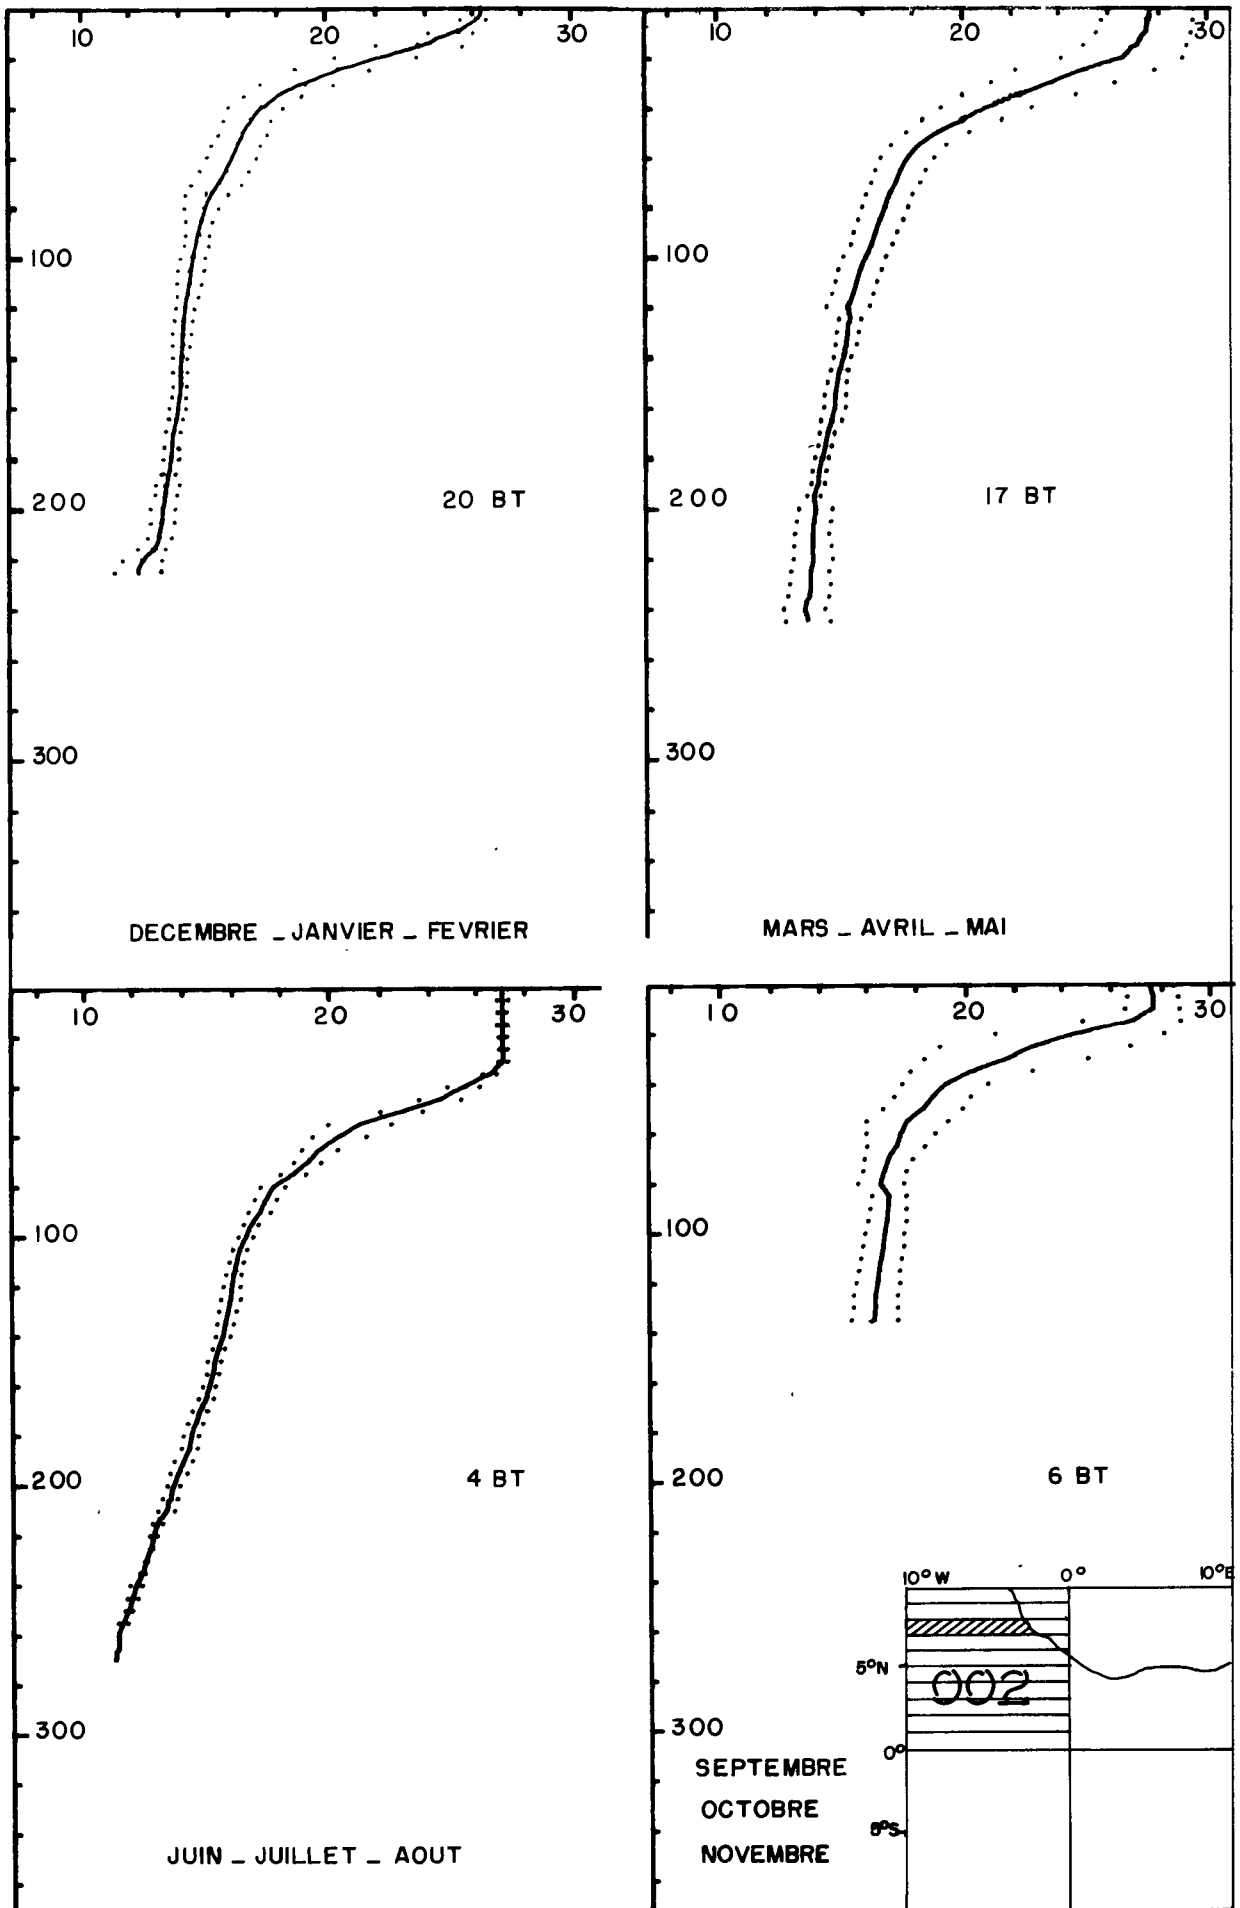 10 20 30
100
200
20 BT
300
DECEMBRE _ JANVIER _ FEVRIER
10 20 30
100
200
17 BT
300
MARS _ AVRIL _ MAI
10 20 30
100
200
4 BT
300
JUIN _ JUILLET _ AOUT
10 20 30
100
200
6 BT
300
SEPTEMBRE
OCTOBRE
NOVEMBRE
10° W 0° 10°E
5°N
002
0°
5°S